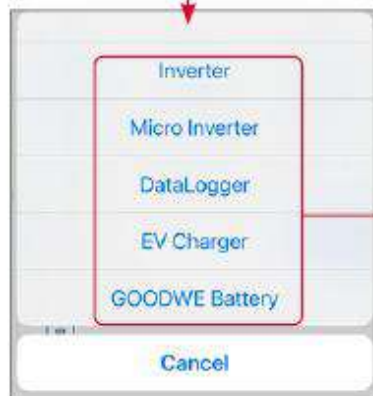 Inverter
Micro Inverter
DataLogger
EV Charger
GOODWE Battery
Cancel